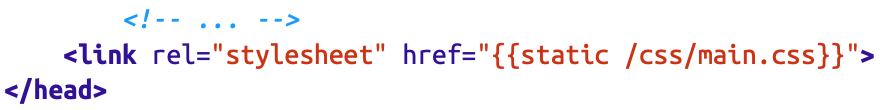 <!-- ... -->
<link rel="stylesheet" href="{{static /css/main.css}}">
</head>